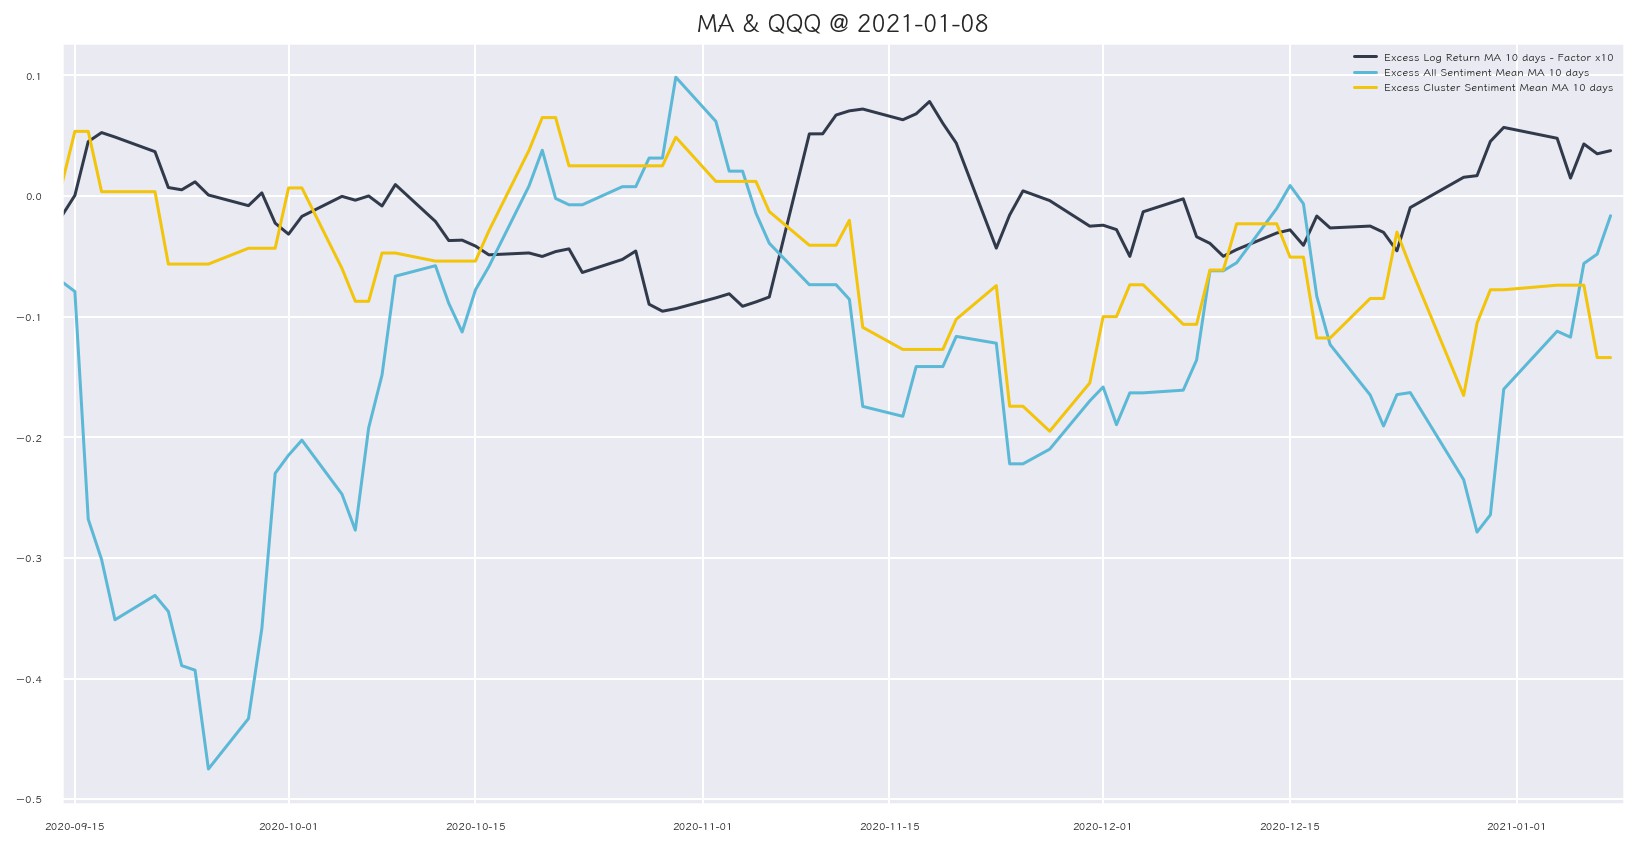 MA & QQQ @ 2021-01-08
Excess Log Return MA 10 days - Factor x10
Excess All Sentiment Mean MA 10 days
Excess Cluster Sentiment Mean MA 10 days
0.1
0.0
−0.1
−0.2
−0.3
−0.4
−0.5
2020-09-15 2020-10-01 2020-10-15 2020-11-01 2020-11-15 2020-12-01 2020-12-15 2021-01-01